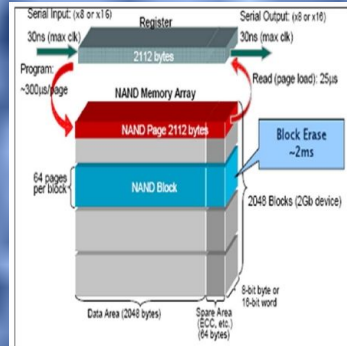 Serial Input: (x8 or x16)
30ns (max clk)
Register
Serial Output: (x8 or x16)
30ns (max clk)
2112 bytes
Program:
~300µs/page
Read (page load): 25µs
NAND Memory Array
NAND Page 2112 bytes
Block Erase
~2ms
64 pages
per block
NAND Block
2048 Blocks (2Gb device)
8-bit byte or
16-bit word
Data Area (2048 bytes)
Spare Area
(ECC, etc.)
(64 bytes)